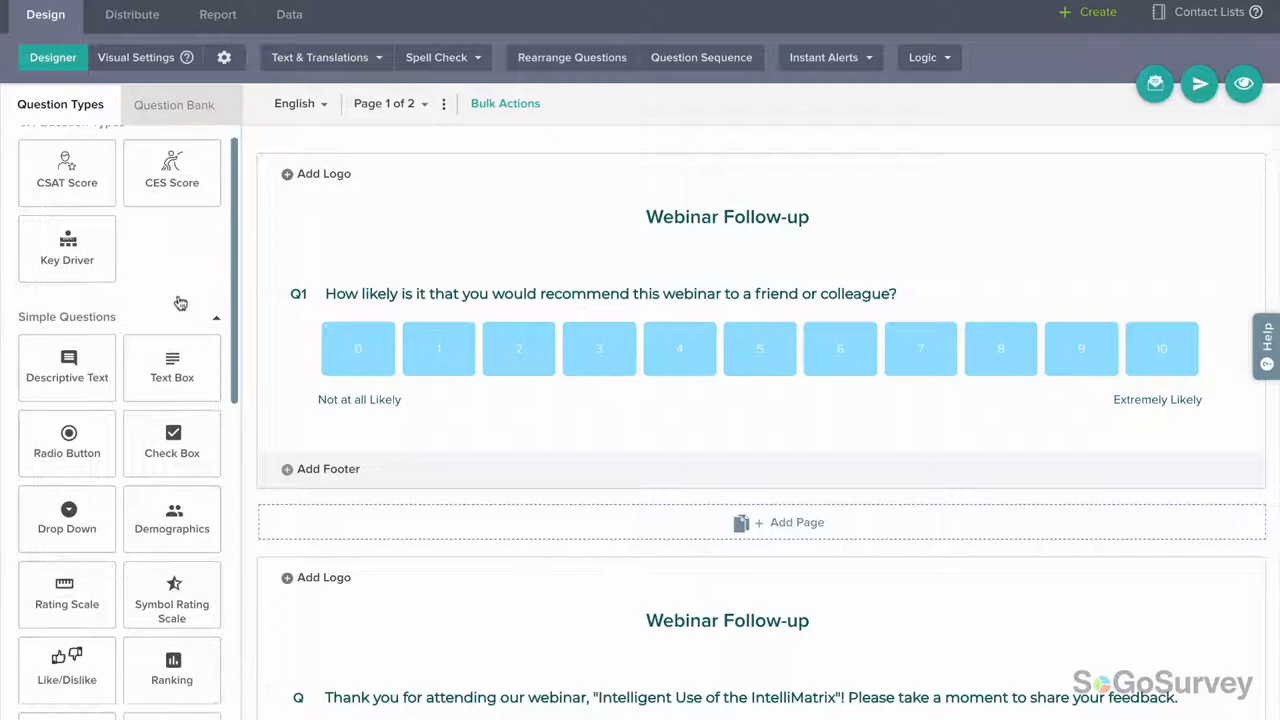 Design Distribute Report Data + Create Contact Lists
Designer Visual Settings Text & Translations Spell Check Rearrange Questions Question Sequence Instant Alerts Logic
Question Types Question Bank English Page 1 of 2 Bulk Actions
Question Types
CSAT Score CES Score
Key Driver
Simple Questions
Descriptive Text Text Box
Radio Button Check Box
Drop Down Demographics
Rating Scale Symbol Rating
Scale
Like/Dislike Ranking
Add Logo
Webinar Follow-up
Q1 How likely is it that you would recommend this webinar to a friend or colleague?
0 1 2 3 4 5 6 7 8 9 10
Not at all Likely Extremely Likely
Add Footer
+ Add Page
Add Logo
Webinar Follow-up
Q Thank you for attending our webinar, "Intelligent Use of the IntelliMatrix"! Please take a moment to share your feedback.
? Help
SoGoSurvey